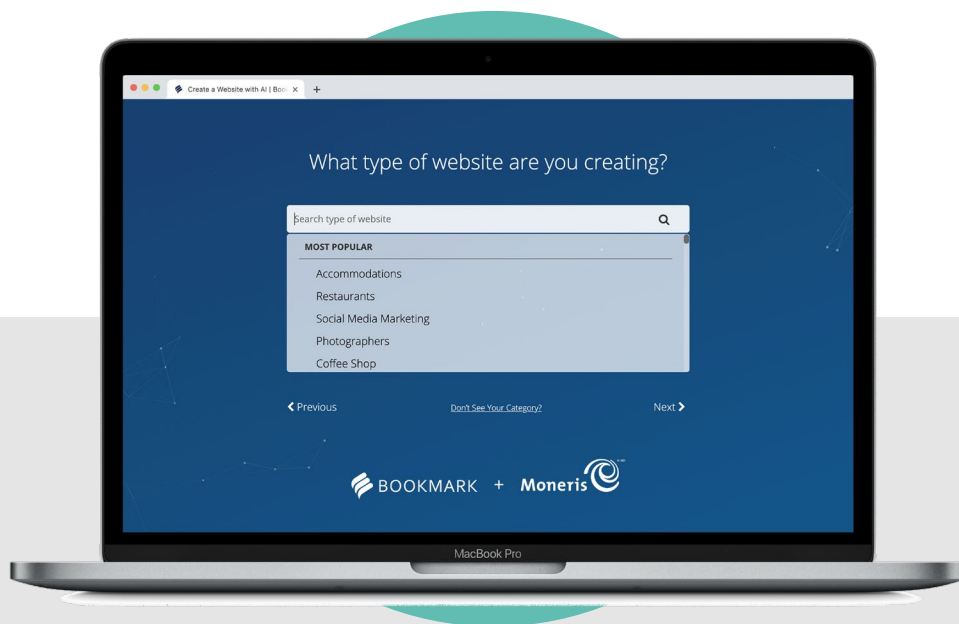 Create a Website with AI | Boo
What type of website are you creating?
Search type of website
MOST POPULAR
Accommodations
Restaurants
Social Media Marketing
Photographers
Coffee Shop
Previous
Don't See Your Category?
Next
BOOKMARK + Moneris
MacBook Pro